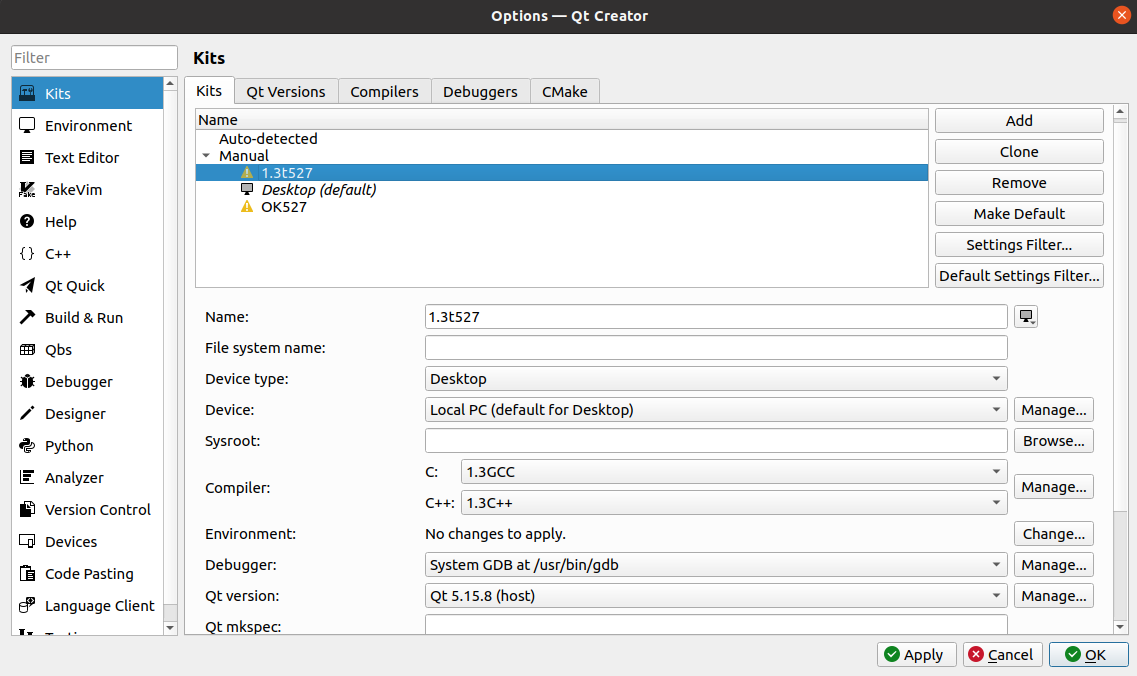 Options — Qt Creator
Filter
Kits
Environment
Text Editor
FakeVim
Help
C++
Qt Quick
Build & Run
Qbs
Debugger
Designer
Python
Analyzer
Version Control
Devices
Code Pasting
Language Client
Kits
Kits Qt Versions Compilers Debuggers CMake
Name
Auto-detected
Manual
1.3t527
Desktop (default)
OK527
Add
Clone
Remove
Make Default
Settings Filter...
Default Settings Filter...
Name: 1.3t527
File system name:
Device type: Desktop
Device: Local PC (default for Desktop) Manage...
Sysroot: Browse...
Compiler: C: 1.3GCC
C++: 1.3C++ Manage...
Environment: No changes to apply. Change...
Debugger: System GDB at /usr/bin/gdb Manage...
Qt version: Qt 5.15.8 (host) Manage...
Qt mkspec:
Apply Cancel OK